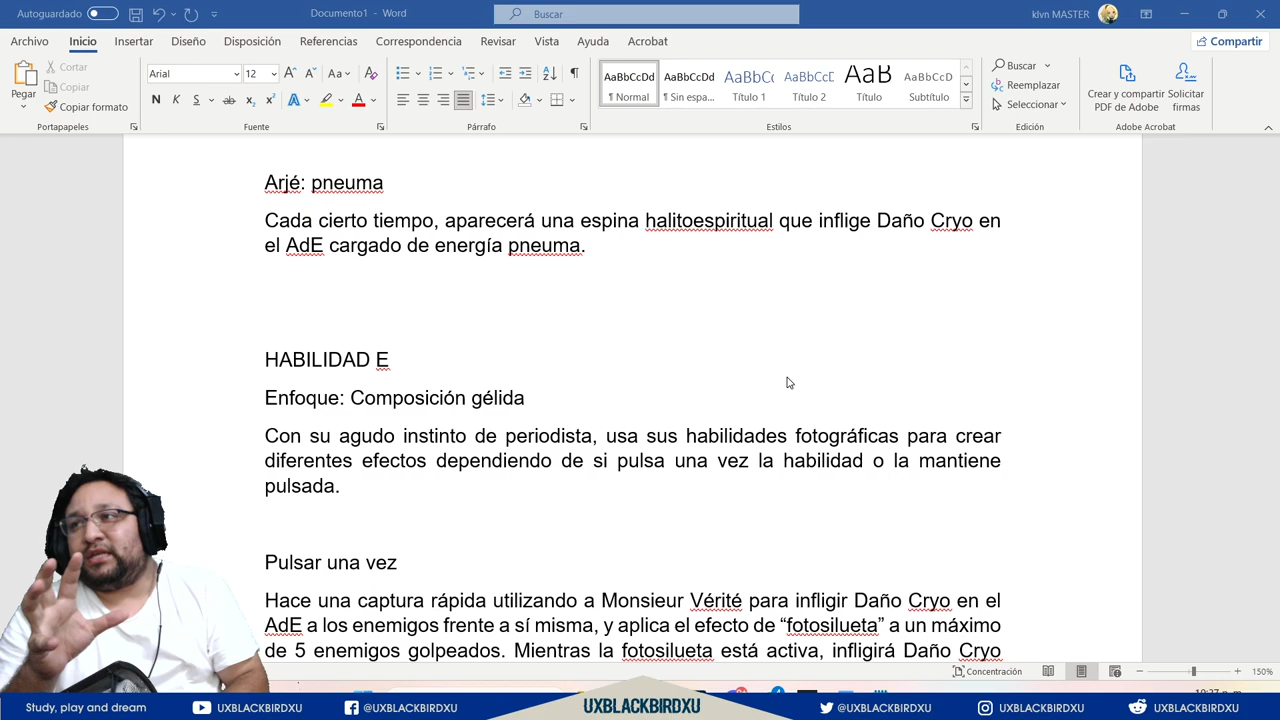 Autoguardado
Documento1 - Word
Buscar
klvn MASTER
Archivo Inicio Insertar Diseño Disposición Referencias Correspondencia Revisar Vista Ayuda Acrobat Compartir
Pegar
Cortar
Copiar
Copiar formato
Portapapeles
Arial 12 Aa
N K S ab x₂ x² A A
Fuente
Párrafo
AaBbCcDd AaBbCcDd AaBbCc AaBbCcD AaB AaBbCcDd
¶ Normal ¶ Sin espa... Título 1 Título 2 Título Subtítulo
Estilos
Buscar
Reemplazar
Seleccionar
Edición
Crear y compartir PDF de Adobe
Solicitar firmas
Adobe Acrobat
Arjé: pneuma
Cada cierto tiempo, aparecerá una espina halitoespiritual que inflige Daño Cryo en
el AdE cargado de energía pneuma.
HABILIDAD E
Enfoque: Composición gélida
Con su agudo instinto de periodista, usa sus habilidades fotográficas para crear
diferentes efectos dependiendo de si pulsa una vez la habilidad o la mantiene
pulsada.
Pulsar una vez
Hace una captura rápida utilizando a Monsieur Vérité para infligir Daño Cryo en el
AdE a los enemigos frente a sí misma, y aplica el efecto de “fotosilueta” a un máximo
de 5 enemigos golpeados. Mientras la fotosilueta está activa, infligirá Daño Cryo
Concentración
150%
Study, play and dream
UXBLACKBIRDXU
@UXBLACKBIRDXU
UXBLACKBIRDXU
@UXBLACKBIRDXU
@UXBLACKBIRDXU
@UXBLACKBIRDXU